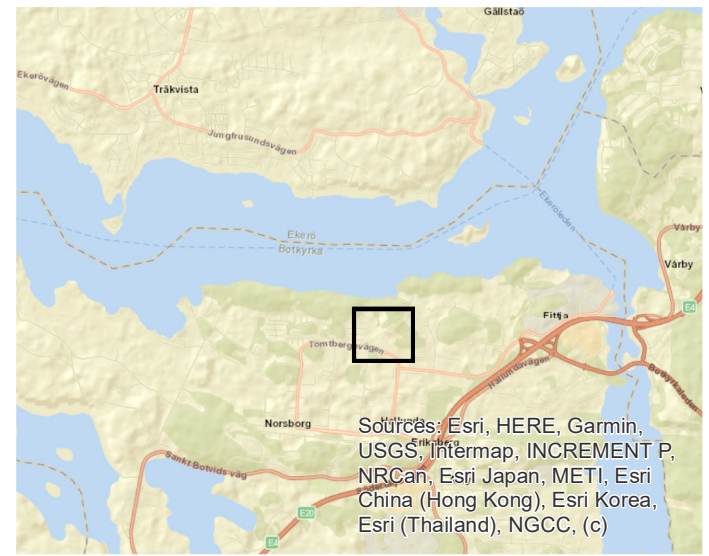 Gällstaö
Ekerövägen
Träkvista
Jungfrusundsvägen
Ekeröleden
Ekerö
Botkyrka
Vårby
Vårby
E4
Fittja
Tomtbergavägen
Hallundavägen
Botkyrkaleden
Norsborg
Hallunda
Eriksberg
Sankt Botvids väg
E20
E4
Sources: Esri, HERE, Garmin,
USGS, Intermap, INCREMENT P,
NRCan, Esri Japan, METI, Esri
China (Hong Kong), Esri Korea,
Esri (Thailand), NGCC, (c)